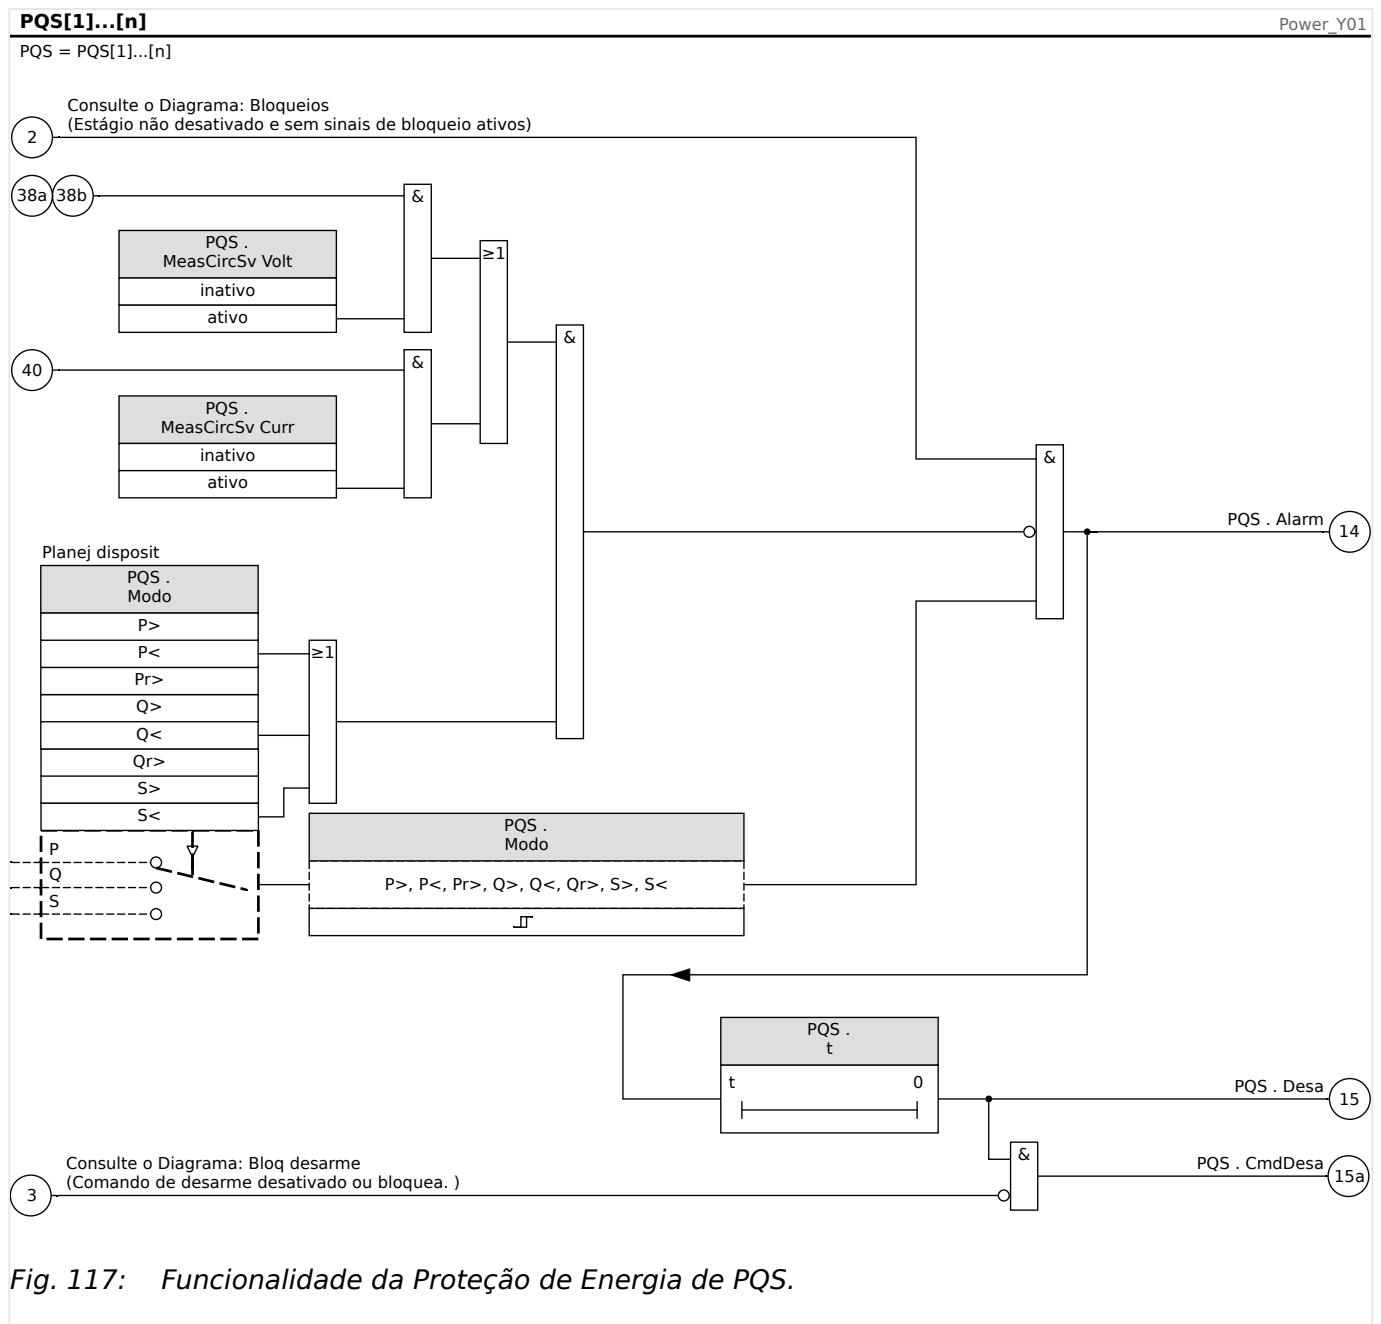 PQS[1]...[n]
Power_Y01
PQS = PQS[1]...[n]
Consulte o Diagrama: Bloqueios
(Estágio não desativado e sem sinais de bloqueio ativos)
2
38a
38b
&
PQS .
MeasCircSv Volt
inativo
ativo
≥1
&
40
&
PQS .
MeasCircSv Curr
inativo
ativo
&
PQS . Alarm
14
Planej disposit
PQS .
Modo
P>
P<
Pr>
Q>
Q<
Qr>
S>
S<
≥1
P
Q
S
PQS .
Modo
P>, P<, Pr>, Q>, Q<, Qr>, S>, S<
PQS .
t
t
0
PQS . Desa
15
&
PQS . CmdDesa
15a
Consulte o Diagrama: Bloq desarme
(Comando de desarme desativado ou bloquea. )
3
Fig. 117: Funcionalidade da Proteção de Energia de PQS.